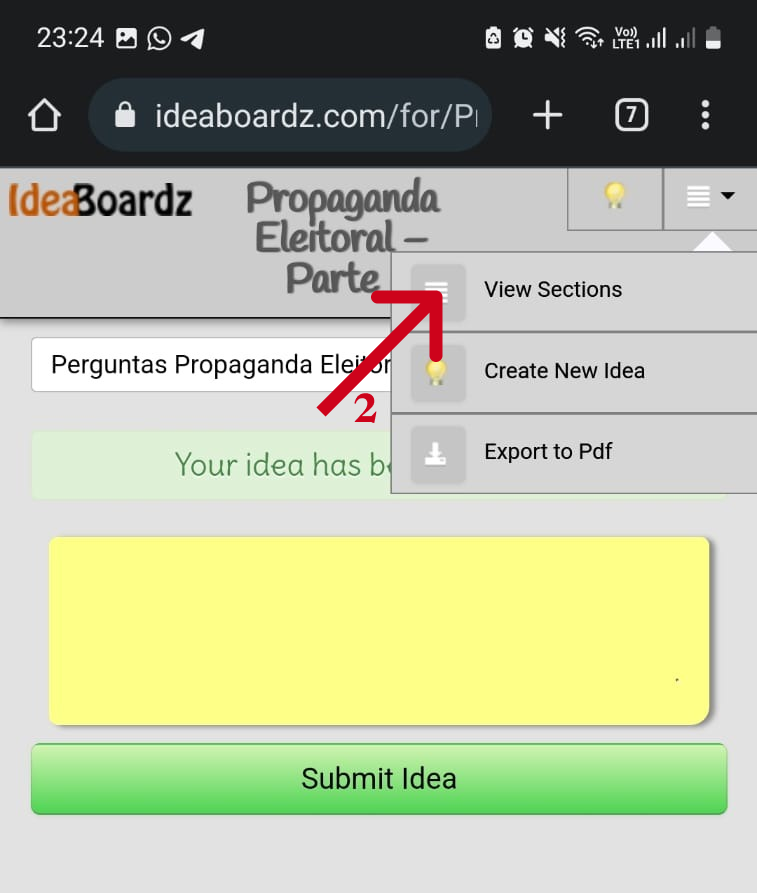 23:24
Vo)) LTE1
ideaboardz.com/for/P
7
IdeaBoardz
Propaganda
Eleitoral –
Parte
View Sections
Perguntas Propaganda Eleitor
Create New Idea
2
Export to Pdf
Your idea has b
Submit Idea